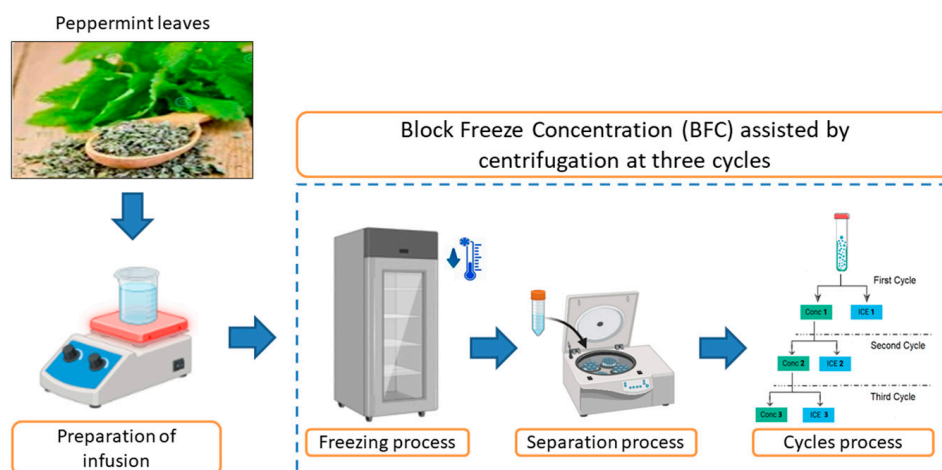 Peppermint leaves
Block Freeze Concentration (BFC) assisted by
centrifugation at three cycles
First Cycle
Conc 1
ICE 1
Second Cycle
Conc 2
ICE 2
Third Cycle
Conc 3
ICE 3
Preparation of
infusion
Freezing process
Separation process
Cycles process